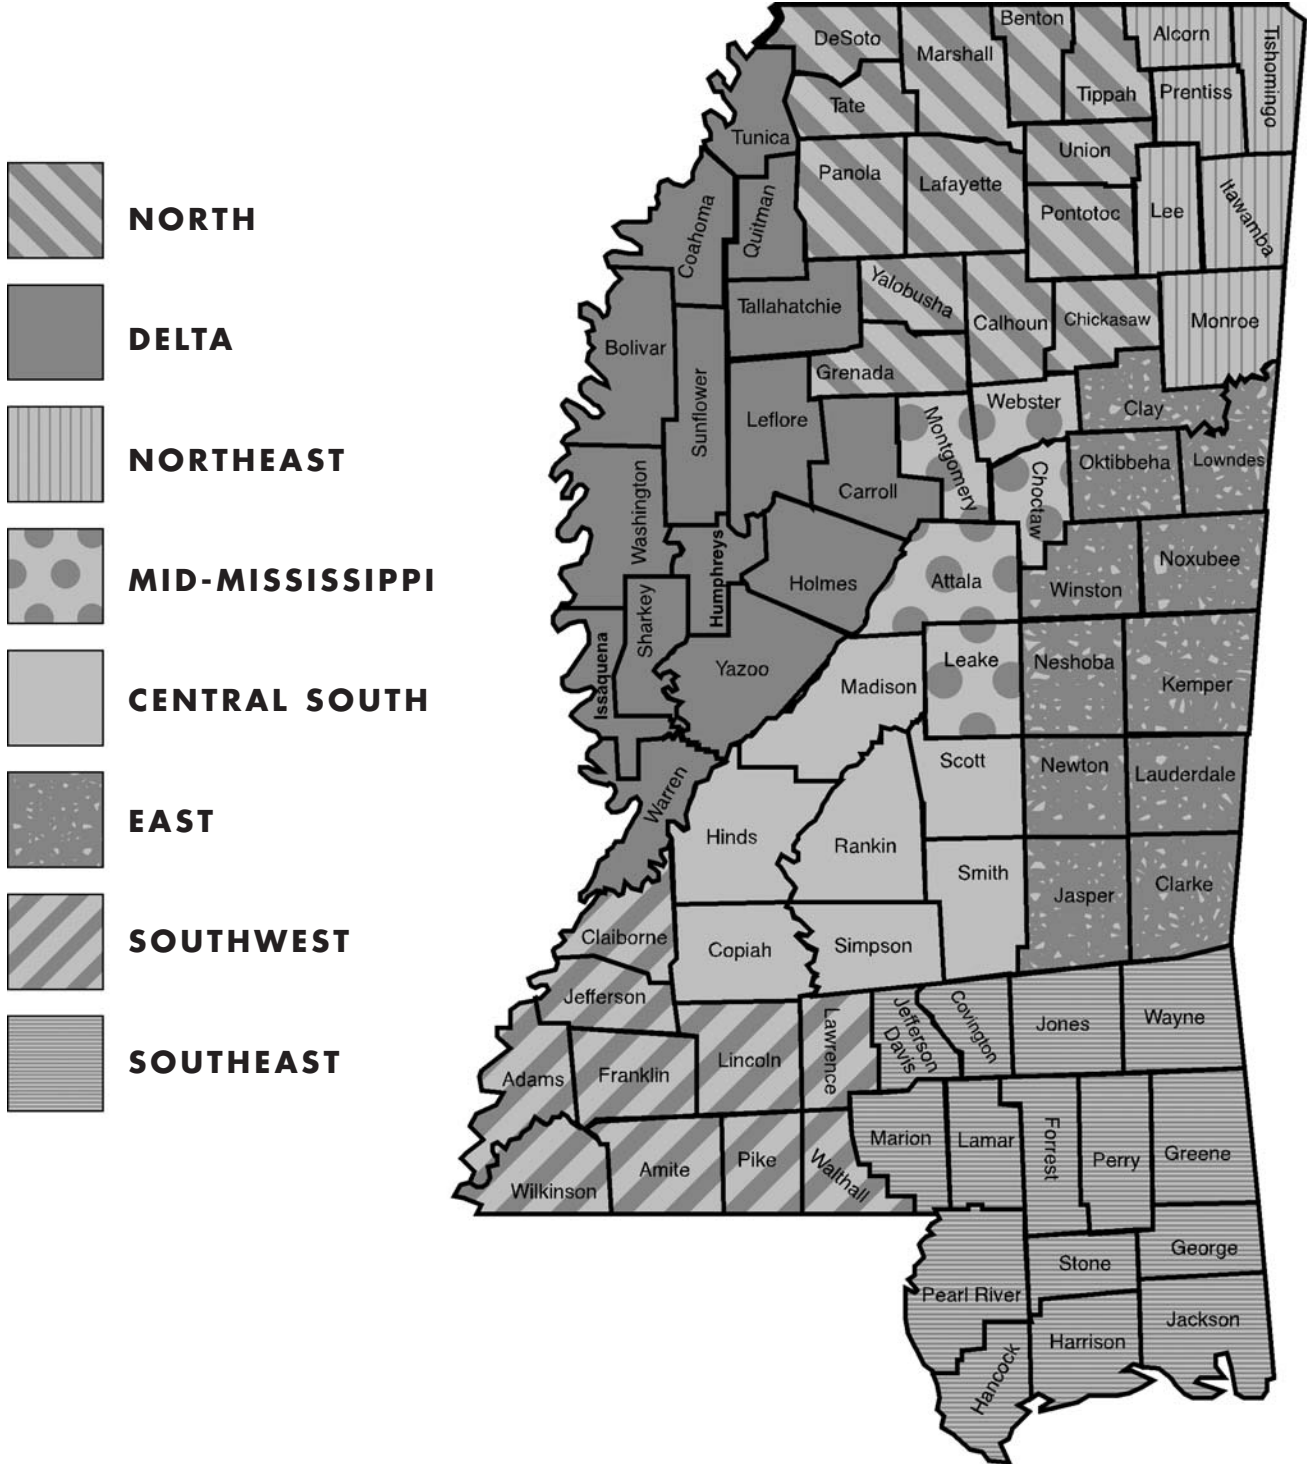 NORTH
DELTA
NORTHEAST
MID-MISSISSIPPI
CENTRAL SOUTH
EAST
SOUTHWEST
SOUTHEAST
DeSoto
Marshall
Benton
Tippah
Alcorn
Tishomingo
Prentiss
Tate
Tunica
Union
Panola
Lafayette
Pontotoc
Lee
Itawamba
Coahoma
Quitman
Tallahatchie
Yalobusha
Calhoun
Chickasaw
Monroe
Bolivar
Sunflower
Leflore
Grenada
Webster
Clay
Montgomery
Carroll
Choctaw
Oktibbeha
Lowndes
Washington
Humphreys
Holmes
Attala
Winston
Noxubee
Issaquena
Sharkey
Yazoo
Madison
Leake
Neshoba
Kemper
Warren
Scott
Newton
Lauderdale
Hinds
Rankin
Smith
Jasper
Clarke
Claiborne
Copiah
Simpson
Jefferson
Lincoln
Lawrence
Jefferson
Davis
Covington
Jones
Wayne
Adams
Franklin
Marion
Lamar
Forrest
Perry
Greene
Wilkinson
Amite
Pike
Walthall
Pearl River
Stone
George
Hancock
Harrison
Jackson